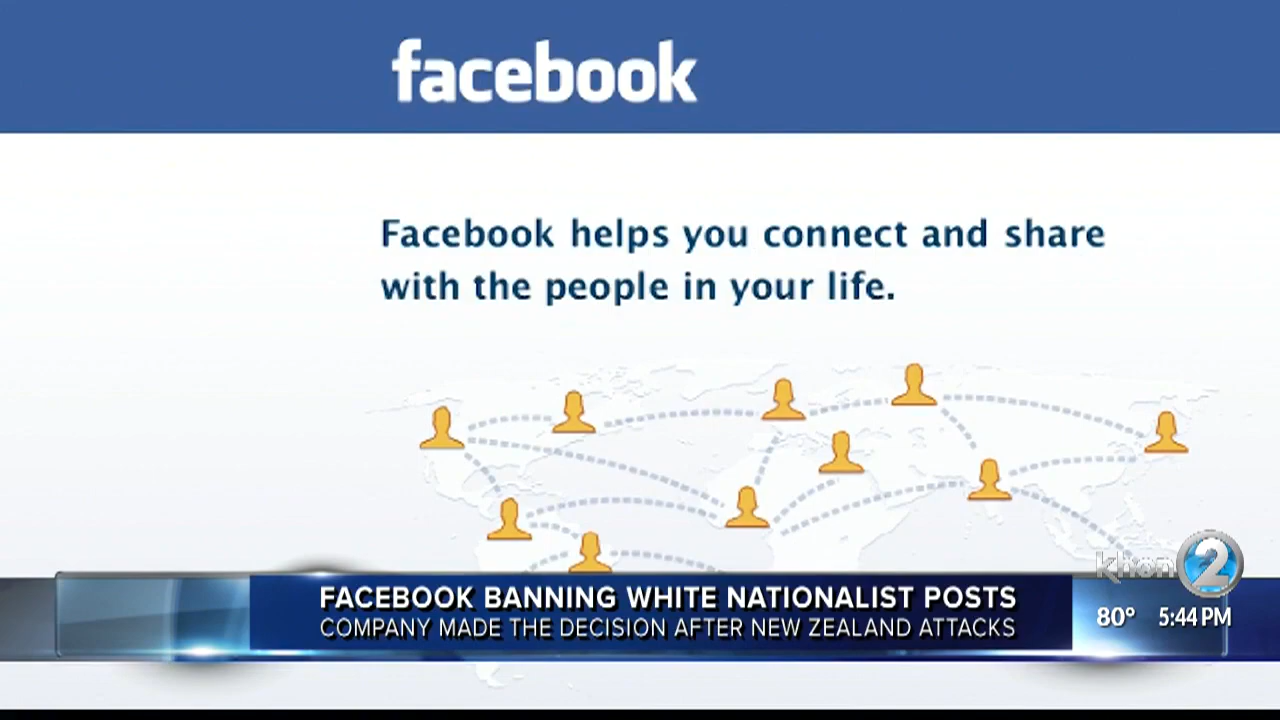 facebook
Facebook helps you connect and share
with the people in your life.
khon 2
FACEBOOK BANNING WHITE NATIONALIST POSTS
COMPANY MADE THE DECISION AFTER NEW ZEALAND ATTACKS
80° 5:44 PM